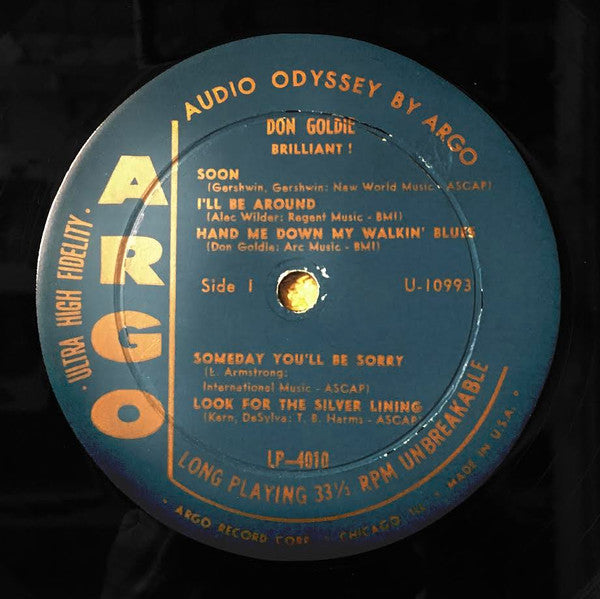 AUDIO ODYSSEY BY ARGO
DON GOLDIE
BRILLIANT !
SOON
(Gershwin, Gershwin: New World Music - ASCAP)
I'LL BE AROUND
(Alec Wilder: Regent Music - BMI)
HAND ME DOWN MY WALKIN' BLUES
(Don Goldie: Arc Music - BMI)
Side 1
U-10993
SOMEDAY YOU'LL BE SORRY
(E. Armstrong:
International Music - ASCAP)
LOOK FOR THE SILVER LINING
(Kern, DeSylva: T. B. Harms - ASCAP
LP-4010
ARGO
· ULTRA HIGH FIDELITY ·
LONG PLAYING 33⅓ RPM UNBREAKABLE
· ARGO RECORD CORP. · CHICAGO, ILL. · MADE IN U.S.A. ·